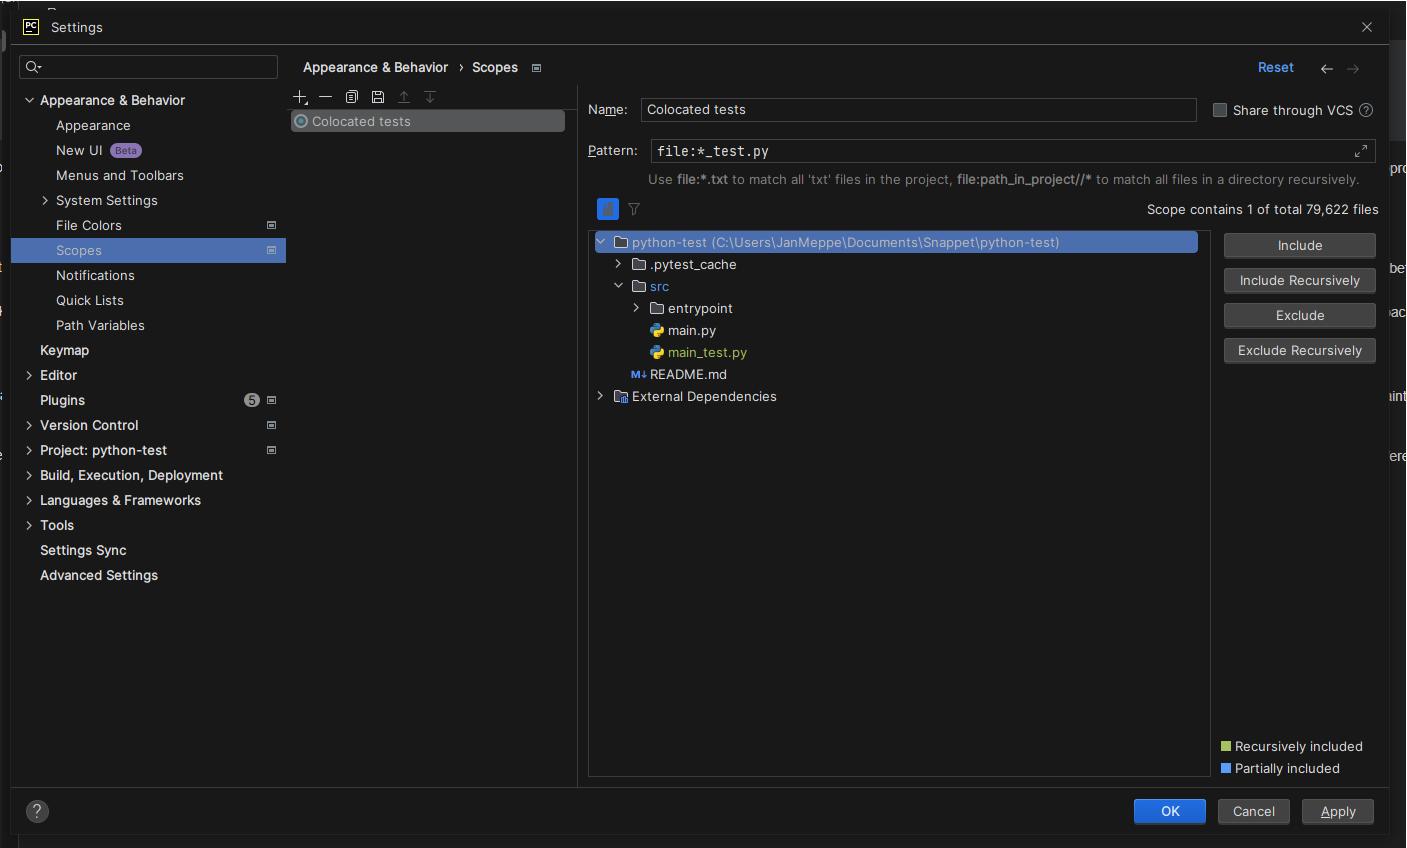 PC Settings
Appearance & Behavior
Appearance
New UI Beta
Menus and Toolbars
System Settings
File Colors
Scopes
Notifications
Quick Lists
Path Variables
Keymap
Editor
Plugins 5
Version Control
Project: python-test
Build, Execution, Deployment
Languages & Frameworks
Tools
Settings Sync
Advanced Settings
Appearance & Behavior › Scopes
Reset
Colocated tests
Name: Colocated tests
Share through VCS ?
Pattern: file:*_test.py
Use file:*.txt to match all 'txt' files in the project, file:path_in_project//* to match all files in a directory recursively.
Scope contains 1 of total 79,622 files
python-test (C:\Users\JanMeppe\Documents\Snappet\python-test)
.pytest_cache
src
entrypoint
main.py
main_test.py
M↓ README.md
External Dependencies
Include
Include Recursively
Exclude
Exclude Recursively
Recursively included
Partially included
?
OK
Cancel
Apply